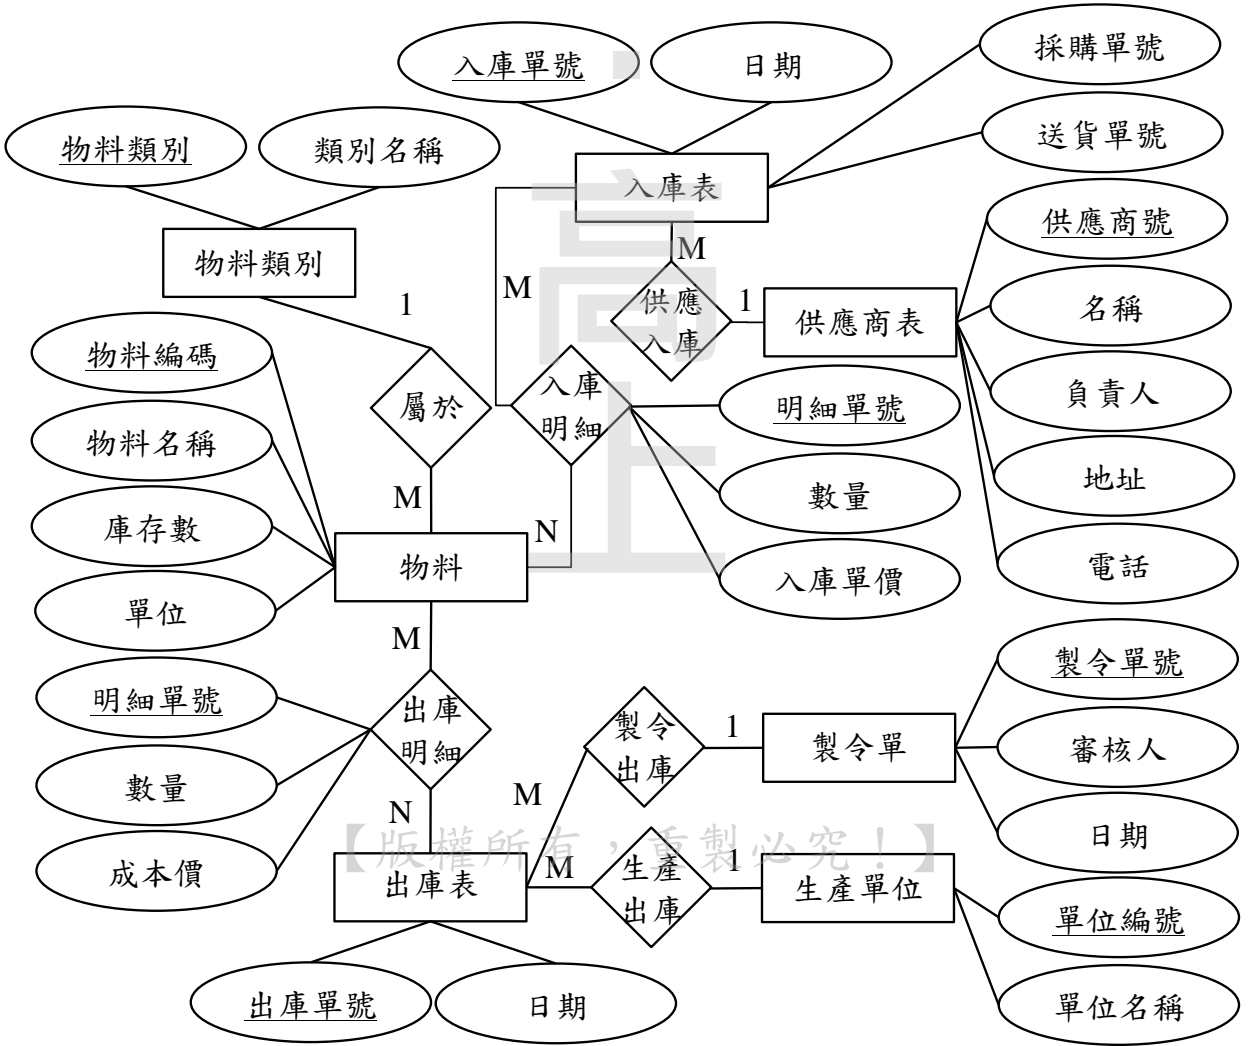 入庫單號
日期
採購單號
送貨單號
物料類別
類別名稱
入庫表
供應商號
物料類別
M
1
M
供應
入庫
1
供應商表
名稱
物料編碼
負責人
屬於
入庫
明細
明細單號
物料名稱
地址
M
數量
庫存數
N
電話
物料
入庫單價
單位
M
製令單號
明細單號
出庫
明細
製令
出庫
1
製令單
審核人
數量
M
N
日期
成本價
出庫表
M
生產
出庫
1
生產單位
單位編號
出庫單號
日期
單位名稱
高上
【版權所有，重製必究！】